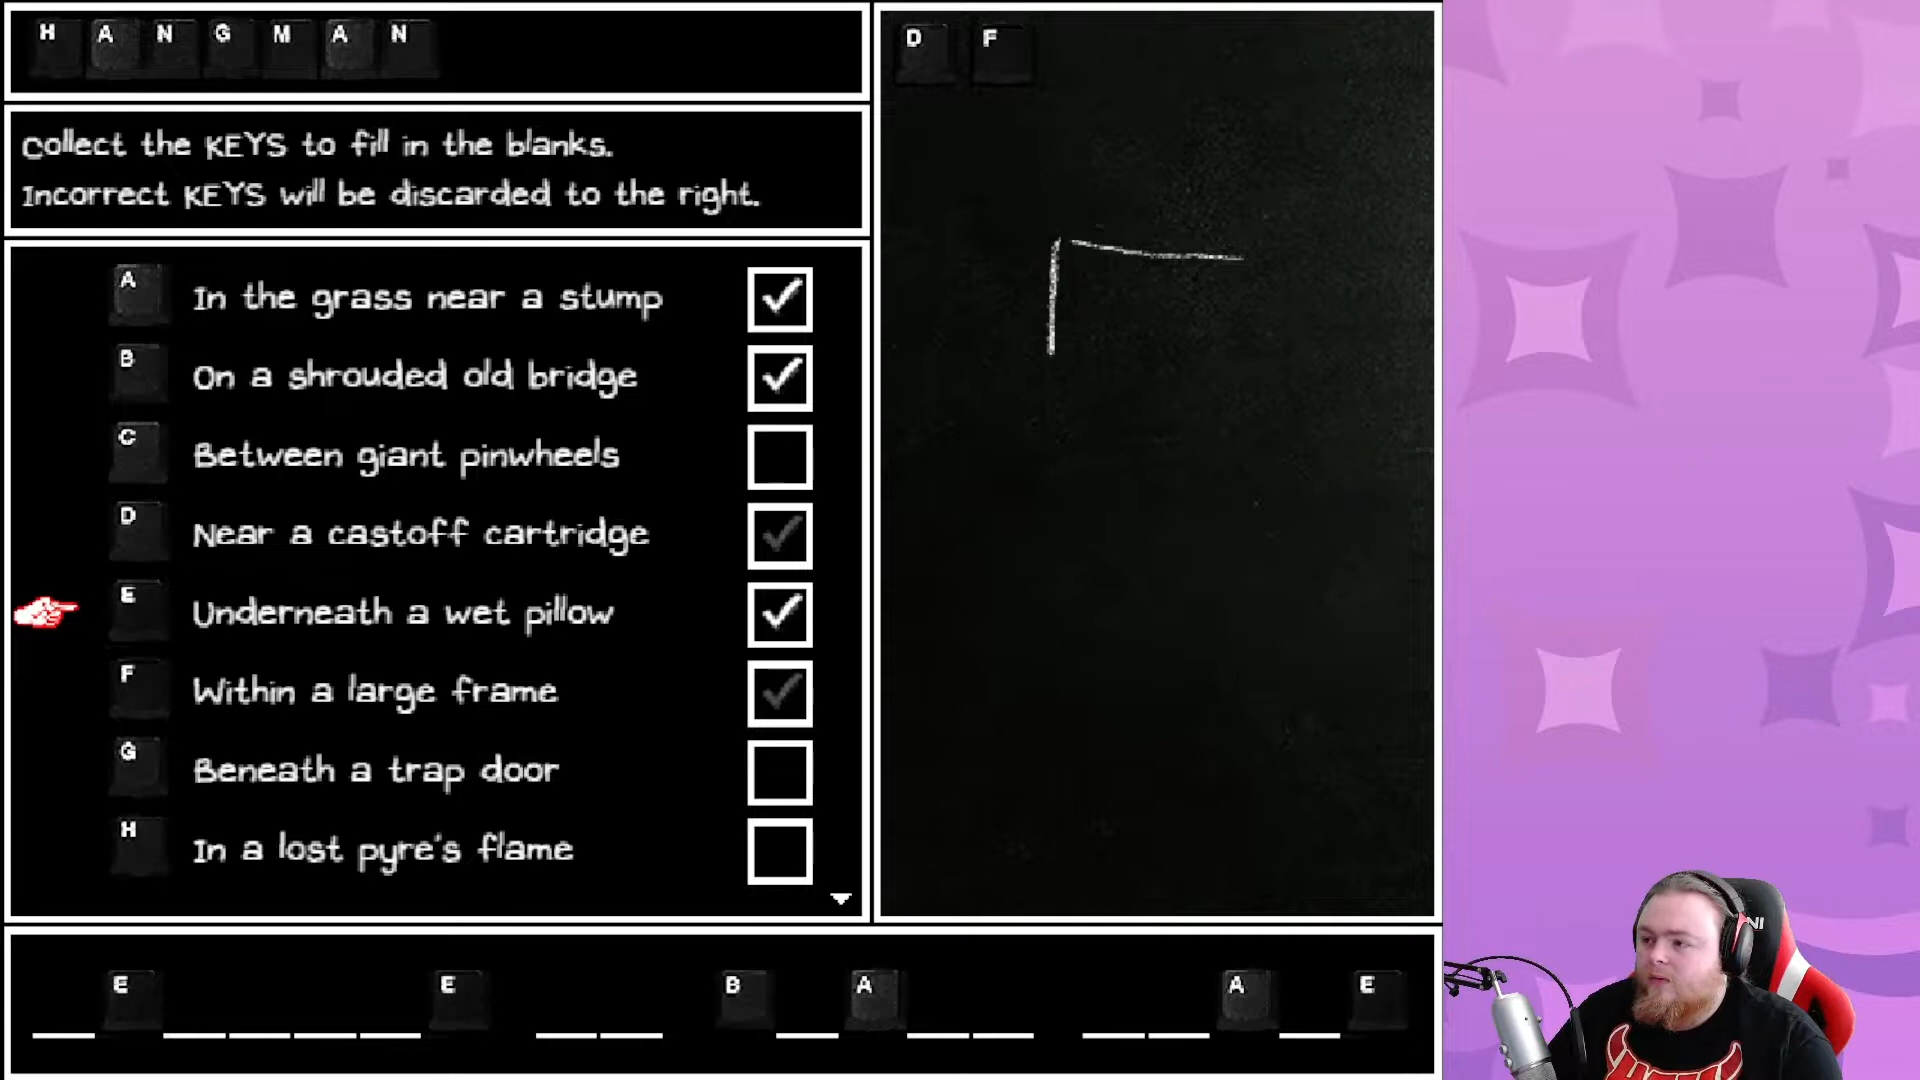 H A N G M A N
D F
Collect the KEYS to fill in the blanks.
Incorrect KEYS will be discarded to the right.
A In the grass near a stump
B On a shrouded old bridge
C Between giant pinwheels
D Near a castoff cartridge
E Underneath a wet pillow
F Within a large frame
G Beneath a trap door
H In a lost pyre's flame
E E B A A E